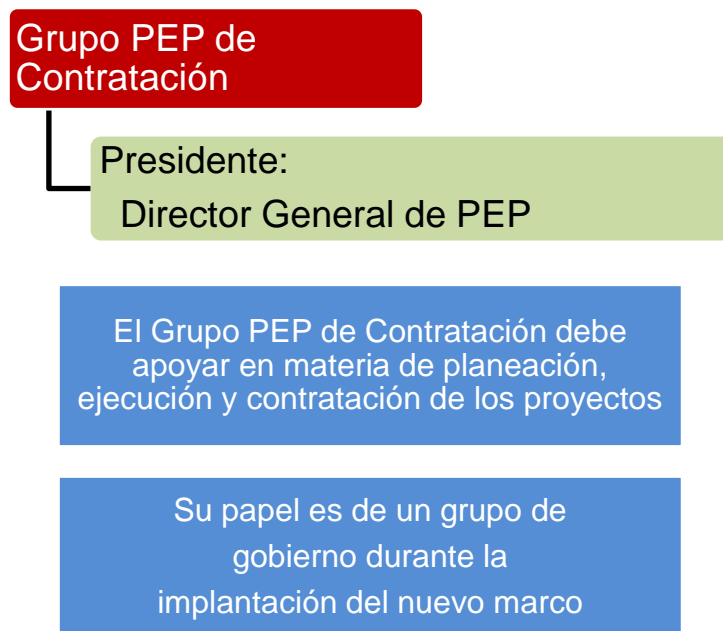 Grupo PEP de
Contratación
Presidente:
Director General de PEP
El Grupo PEP de Contratación debe
apoyar en materia de planeación,
ejecución y contratación de los proyectos
Su papel es de un grupo de
gobierno durante la
implantación del nuevo marco